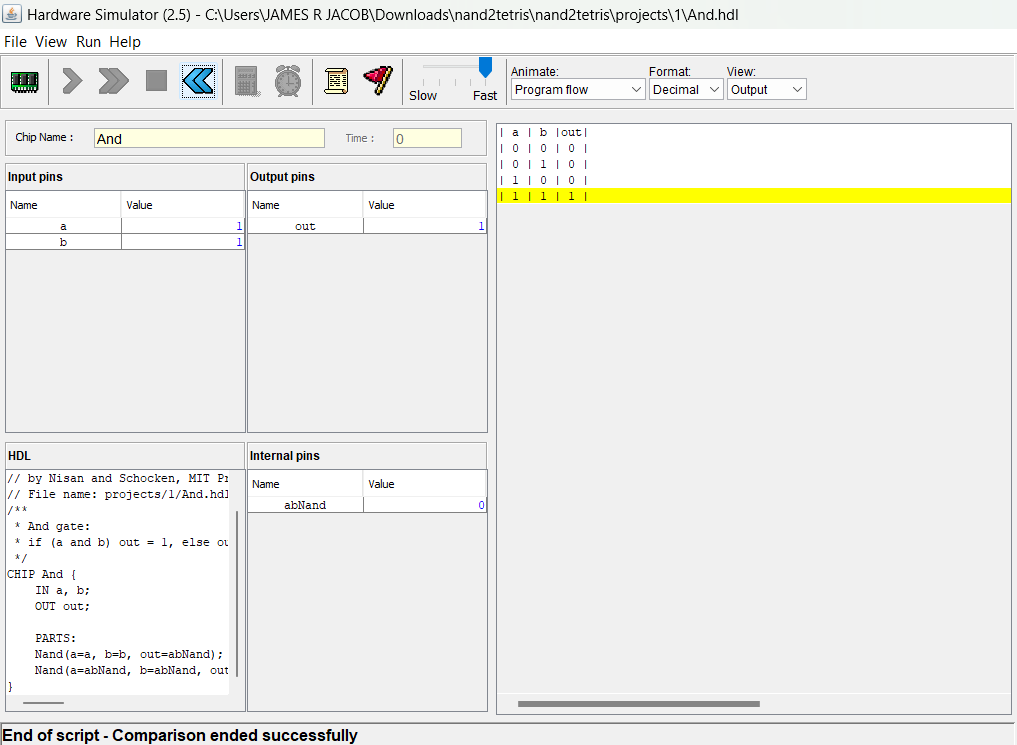 Hardware Simulator (2.5) - C:\Users\JAMES R JACOB\Downloads\nand2tetris\nand2tetris\projects\1\And.hdl
File View Run Help
Slow Fast
Animate: Format: View:
Program flow Decimal Output
Chip Name : And Time : 0
Input pins
Name Value
a 1
b 1
Output pins
Name Value
out 1
HDL
// by Nisan and Schocken, MIT Pr
// File name: projects/1/And.hdl
/**
* And gate:
* if (a and b) out = 1, else ou
*/
CHIP And {
IN a, b;
OUT out;
PARTS:
Nand(a=a, b=b, out=abNand);
Nand(a=abNand, b=abNand, out
}
Internal pins
Name Value
abNand 0
| a | b |out|
| 0 | 0 | 0 |
| 0 | 1 | 0 |
| 1 | 0 | 0 |
| 1 | 1 | 1 |
End of script - Comparison ended successfully